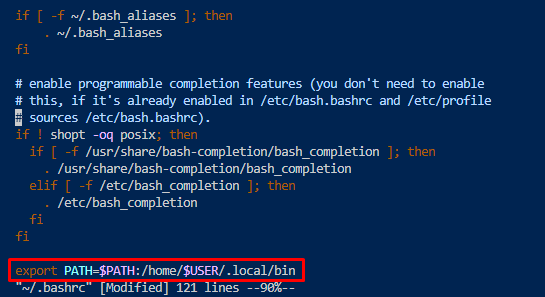 if [ -f ~/.bash_aliases ]; then
    . ~/.bash_aliases
fi

# enable programmable completion features (you don't need to enable
# this, if it's already enabled in /etc/bash.bashrc and /etc/profile
# sources /etc/bash.bashrc).
if ! shopt -oq posix; then
  if [ -f /usr/share/bash-completion/bash_completion ]; then
    . /usr/share/bash-completion/bash_completion
  elif [ -f /etc/bash_completion ]; then
    . /etc/bash_completion
  fi
fi

export PATH=$PATH:/home/$USER/.local/bin
"~/.bashrc" [Modified] 121 lines --90%--